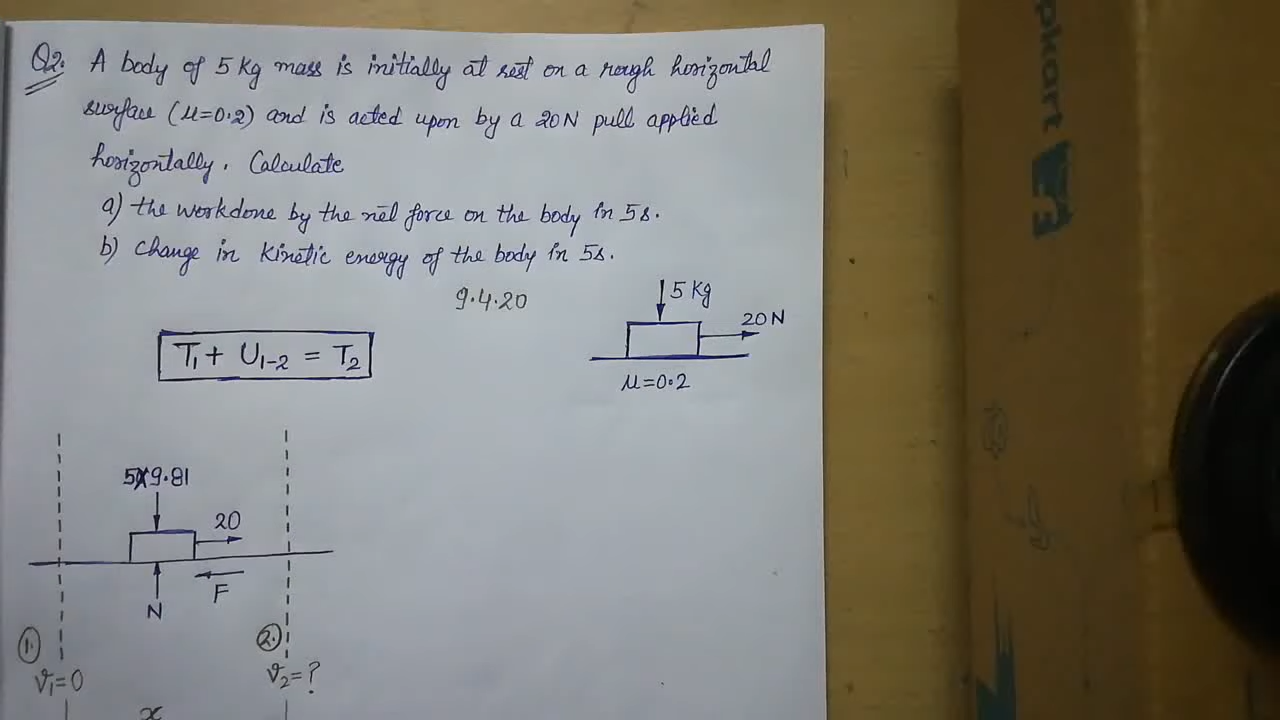 Q2. A body of 5 Kg mass is initially at rest on a rough horizontal
surface (μ=0.2) and is acted upon by a 20N pull applied
horizontally. Calculate
a) the workdone by the net force on the body in 5s.
b) Change in kinetic energy of the body in 5s.
9.4.20
5 Kg
20N
T1 + U1-2 = T2
μ=0.2
5×9.81
20
F
N
1.
2.
v1=0
v2=?
x